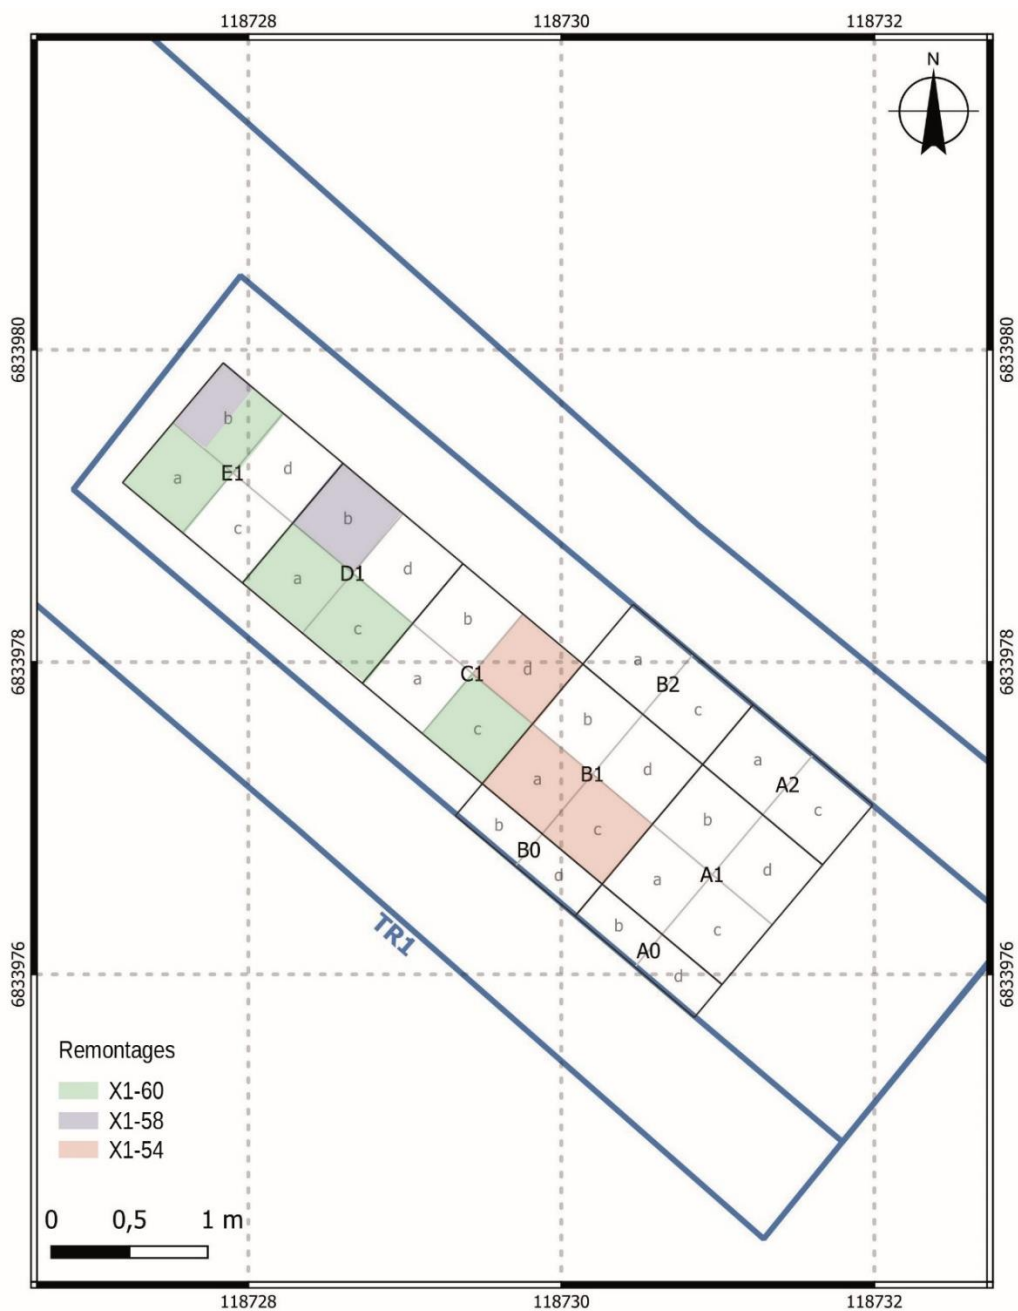 118728 118730 118732
N
6833980 6833980
b
a E1 d
c b
a D1 d
c b
a C1 d
c
a
B2
b c
a B1 d
a
A2
c
b c
B0
d
b
a A1 d
b c
A0
d
6833978 6833978
TR1
6833976 6833976
Remontages
X1-60
X1-58
X1-54
0 0,5 1 m
118728 118730 118732